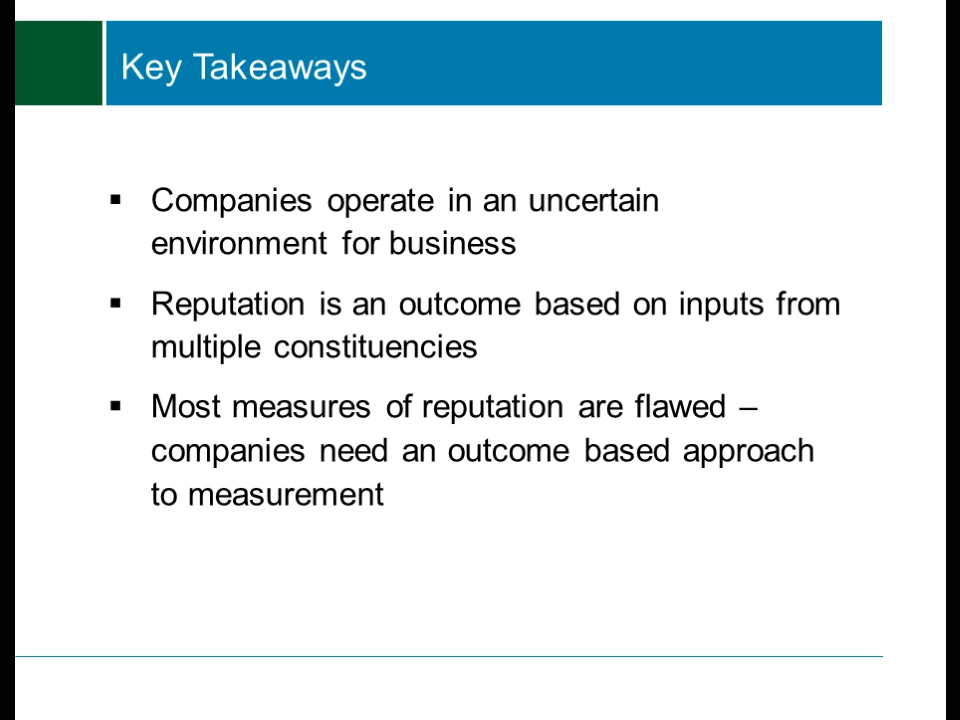 Key Takeaways
▪ Companies operate in an uncertain
environment for business
▪ Reputation is an outcome based on inputs from
multiple constituencies
▪ Most measures of reputation are flawed –
companies need an outcome based approach
to measurement